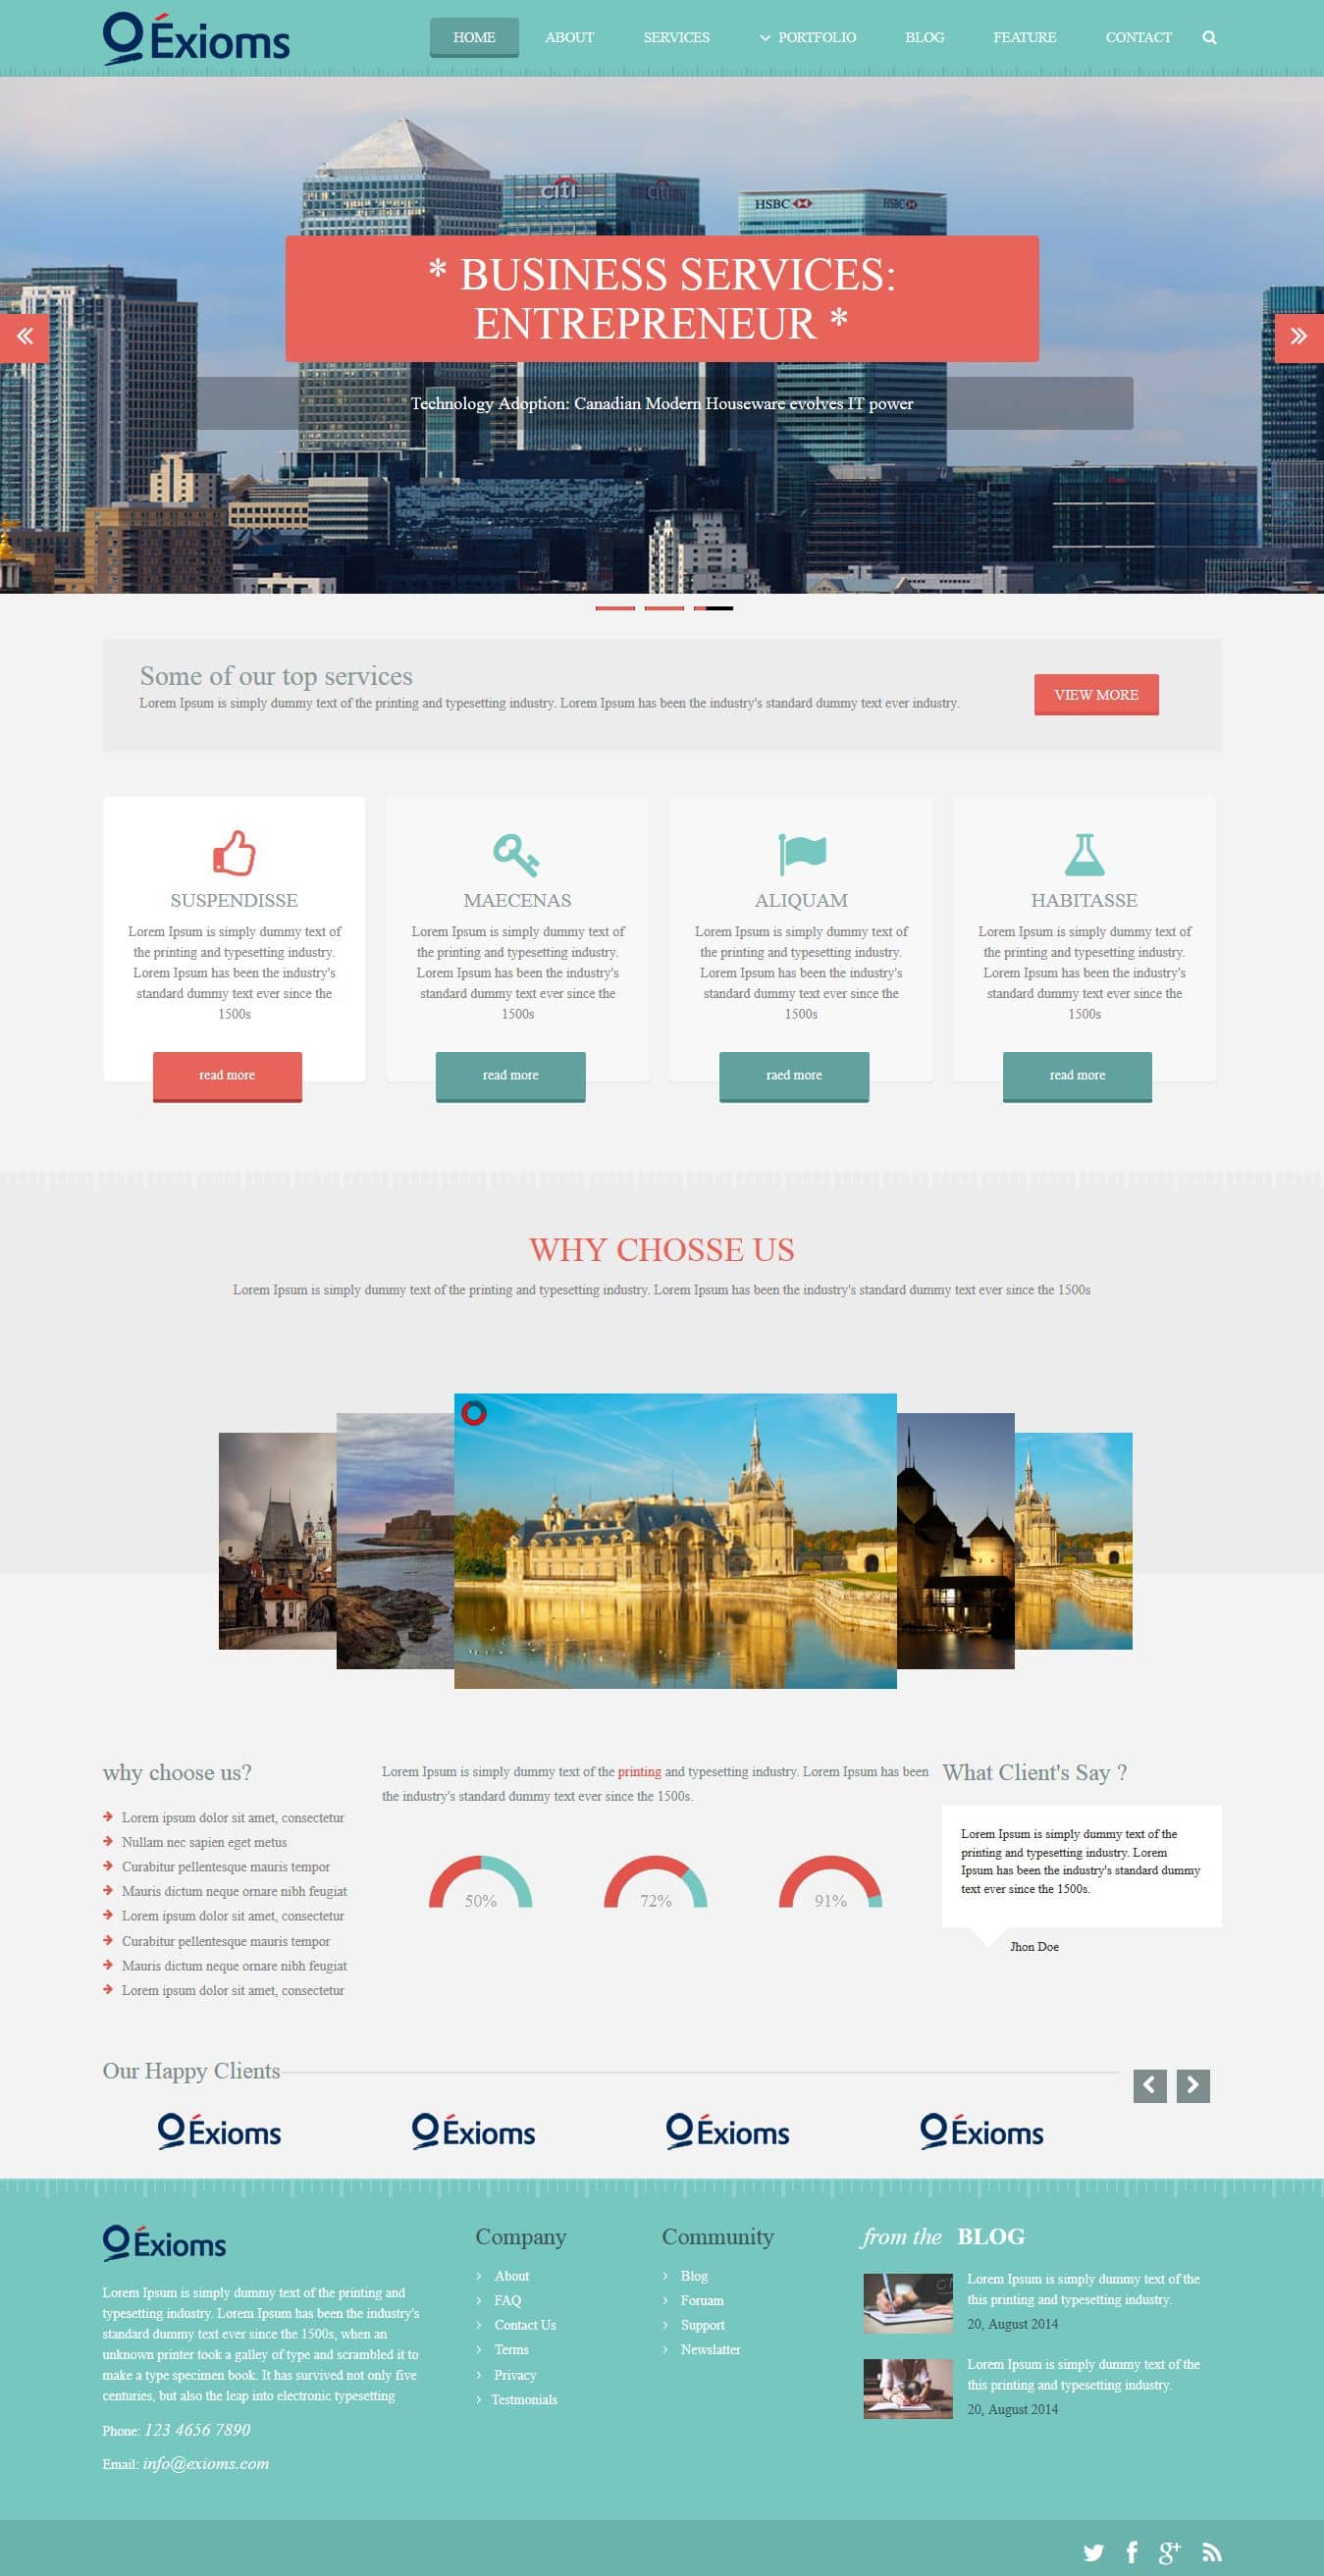 Éxioms
HOME ABOUT SERVICES PORTFOLIO BLOG FEATURE CONTACT
citi citi HSBC HSBC
* BUSINESS SERVICES:
ENTREPRENEUR *
Technology Adoption: Canadian Modern Houseware evolves IT power
Some of our top services
Lorem Ipsum is simply dummy text of the printing and typesetting industry. Lorem Ipsum has been the industry's standard dummy text ever industry.
VIEW MORE
SUSPENDISSE
Lorem Ipsum is simply dummy text of
the printing and typesetting industry.
Lorem Ipsum has been the industry's
standard dummy text ever since the
1500s
read more
MAECENAS
Lorem Ipsum is simply dummy text of
the printing and typesetting industry.
Lorem Ipsum has been the industry's
standard dummy text ever since the
1500s
read more
ALIQUAM
Lorem Ipsum is simply dummy text of
the printing and typesetting industry.
Lorem Ipsum has been the industry's
standard dummy text ever since the
1500s
raed more
HABITASSE
Lorem Ipsum is simply dummy text of
the printing and typesetting industry.
Lorem Ipsum has been the industry's
standard dummy text ever since the
1500s
read more
WHY CHOSSE US
Lorem Ipsum is simply dummy text of the printing and typesetting industry. Lorem Ipsum has been the industry's standard dummy text ever since the 1500s
why choose us?
Lorem ipsum dolor sit amet, consectetur
Nullam nec sapien eget metus
Curabitur pellentesque mauris tempor
Mauris dictum neque ornare nibh feugiat
Lorem ipsum dolor sit amet, consectetur
Curabitur pellentesque mauris tempor
Mauris dictum neque ornare nibh feugiat
Lorem ipsum dolor sit amet, consectetur
Lorem Ipsum is simply dummy text of the printing and typesetting industry. Lorem Ipsum has been
the industry's standard dummy text ever since the 1500s.
50% 72% 91%
What Client's Say ?
Lorem Ipsum is simply dummy text of the
printing and typesetting industry. Lorem
Ipsum has been the industry's standard dummy
text ever since the 1500s.
Jhon Doe
Our Happy Clients
Éxioms Éxioms Éxioms Éxioms
Éxioms
Lorem Ipsum is simply dummy text of the printing and
typesetting industry. Lorem Ipsum has been the industry's
standard dummy text ever since the 1500s, when an
unknown printer took a galley of type and scrambled it to
make a type specimen book. It has survived not only five
centuries, but also the leap into electronic typesetting
Phone: 123 4656 7890
Email: info@exioms.com
Company
About
FAQ
Contact Us
Terms
Privacy
Testmonials
Community
Blog
Foruam
Support
Newslatter
from the BLOG
Lorem Ipsum is simply dummy text of the
this printing and typesetting industry.
20, August 2014
Lorem Ipsum is simply dummy text of the
this printing and typesetting industry.
20, August 2014